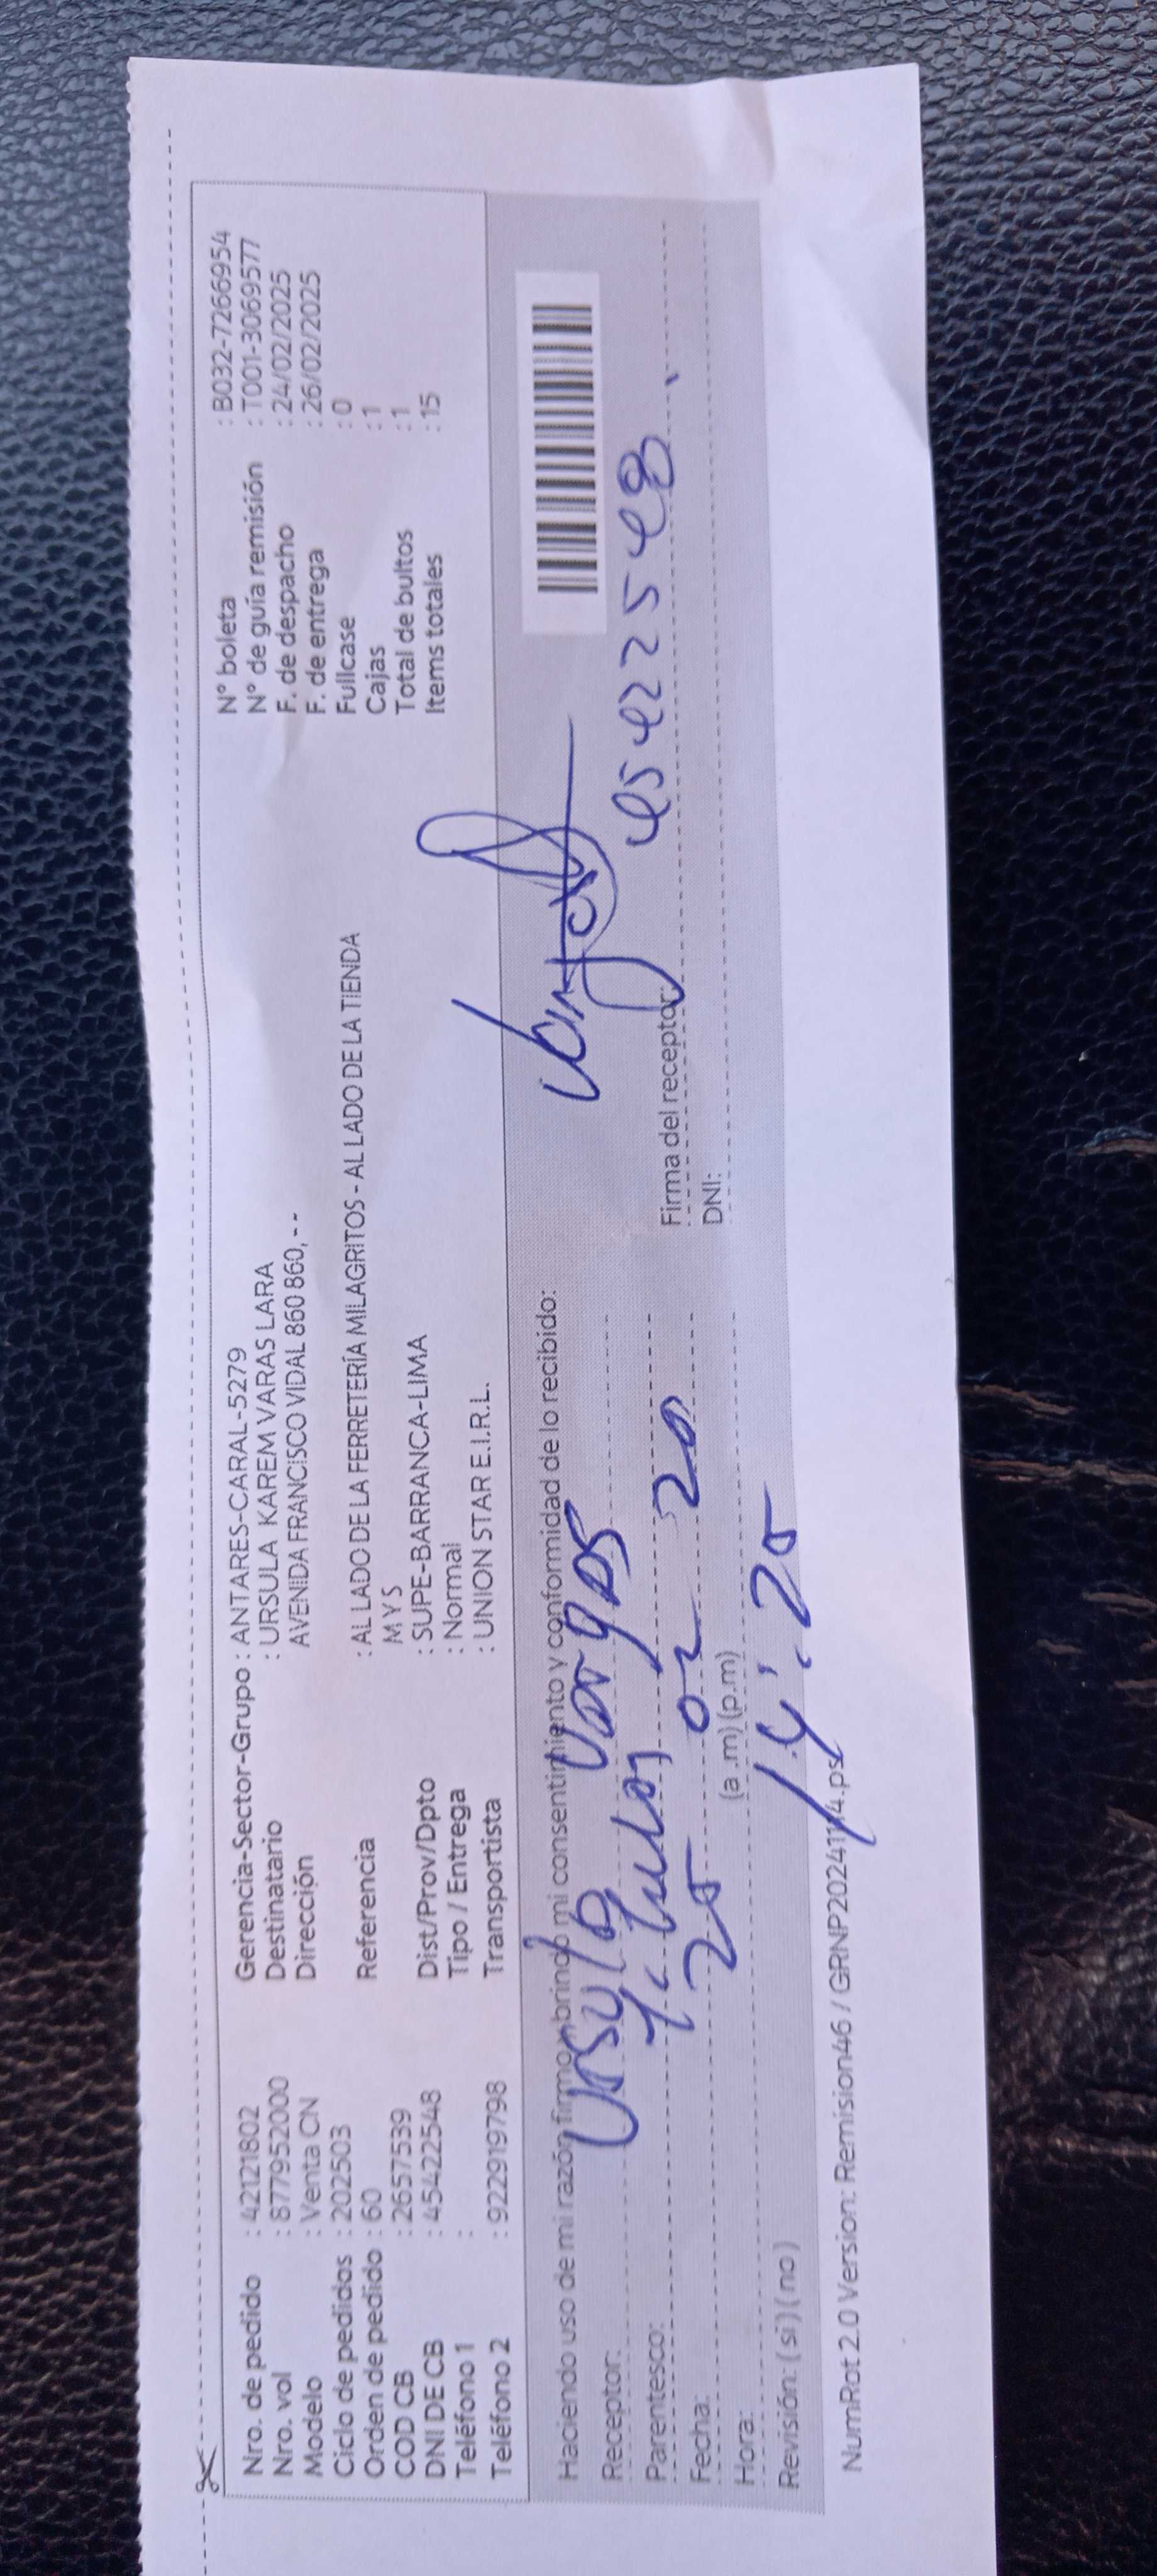 Nro. de pedido : 42121802
Nro. vol : 877952000
Modelo : Venta CN
Ciclo de pedidos : 202503
Orden de pedido : 60
COD CB : 2657539
DNI DE CB : 45422548
Teléfono 1 :
Teléfono 2 : 922919798
Gerencia-Sector-Grupo : ANTARES-CARAL-5279
Destinatario : URSULA KAREM VARAS LARA
Dirección AVENIDA FRANCISCO VIDAL 860 860, - -
Referencia : AL LADO DE LA FERRETERÍA MILAGRITOS - AL LADO DE LA TIENDA
M Y S
Dist/Prov/Dpto : SUPE-BARRANCA-LIMA
Tipo / Entrega : Normal
Transportista : UNION STAR E.I.R.L.
N° boleta : B032-7266954
N° de guía remisión : T001-3069577
F. de despacho : 24/02/2025
F. de entrega : 26/02/2025
Fullcase : 0
Cajas : 1
Total de bultos : 1
Items totales : 15
Haciendo uso de mi razón firmo brindo mi consentimiento y conformidad de lo recibido:
Receptor: Ursula Vargas
Parentesco: Titular
Fecha: 25 02 20
Hora: (a .m) (p.m) 14:20
Revisión: ( si ) ( no )
Firma del receptor:
DNI: 45422548
NumRot 2.0 Version: Remision46 / GRNP20241114.ps